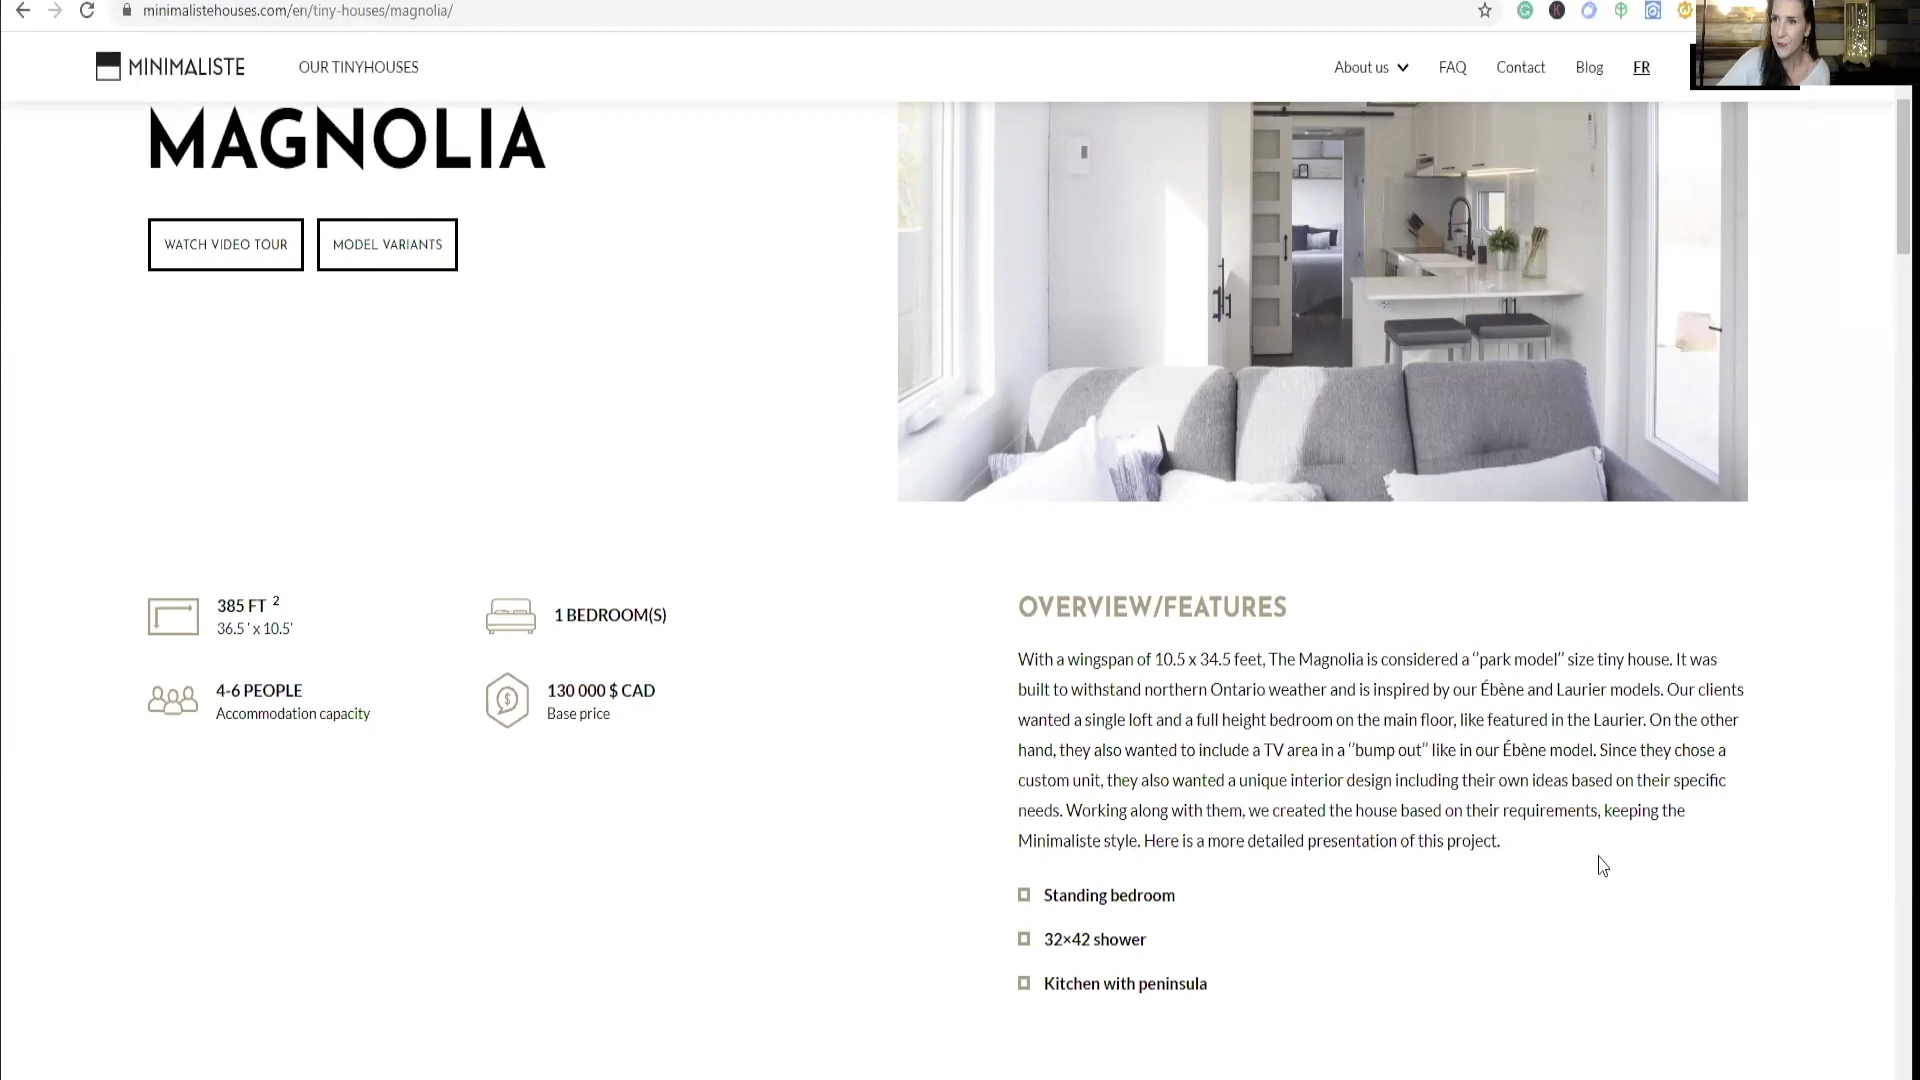 minimalistehouses.com/en/tiny-houses/magnolia/
MINIMALISTE
OUR TINYHOUSES
About us
FAQ
Contact
Blog
FR
MAGNOLIA
WATCH VIDEO TOUR
MODEL VARIANTS
385 FT 2
36.5 ' x 10.5'
1 BEDROOM(S)
4-6 PEOPLE
Accommodation capacity
130 000 $ CAD
Base price
OVERVIEW/FEATURES
With a wingspan of 10.5 x 34.5 feet, The Magnolia is considered a “park model” size tiny house. It was
built to withstand northern Ontario weather and is inspired by our Ébène and Laurier models. Our clients
wanted a single loft and a full height bedroom on the main floor, like featured in the Laurier. On the other
hand, they also wanted to include a TV area in a “bump out” like in our Ébène model. Since they chose a
custom unit, they also wanted a unique interior design including their own ideas based on their specific
needs. Working along with them, we created the house based on their requirements, keeping the
Minimaliste style. Here is a more detailed presentation of this project.
Standing bedroom
32×42 shower
Kitchen with peninsula